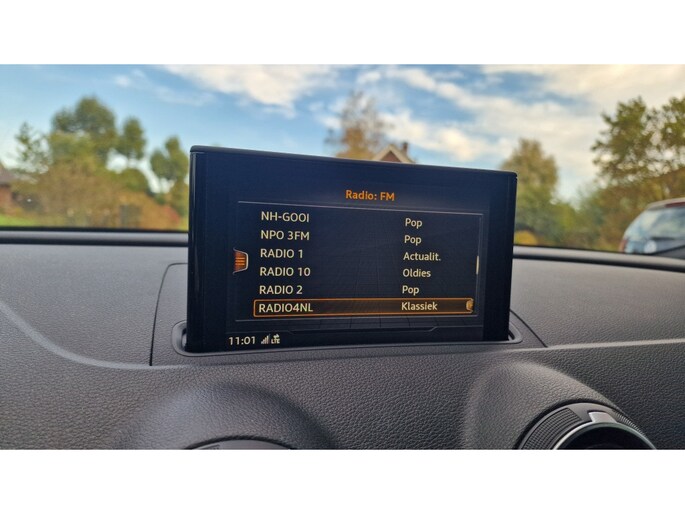 Radio: FM
NH-GOOI Pop
NPO 3FM Pop
RADIO 1 Actualit.
RADIO 10 Oldies
RADIO 2 Pop
RADIO4NL Klassiek
11:01 LTE